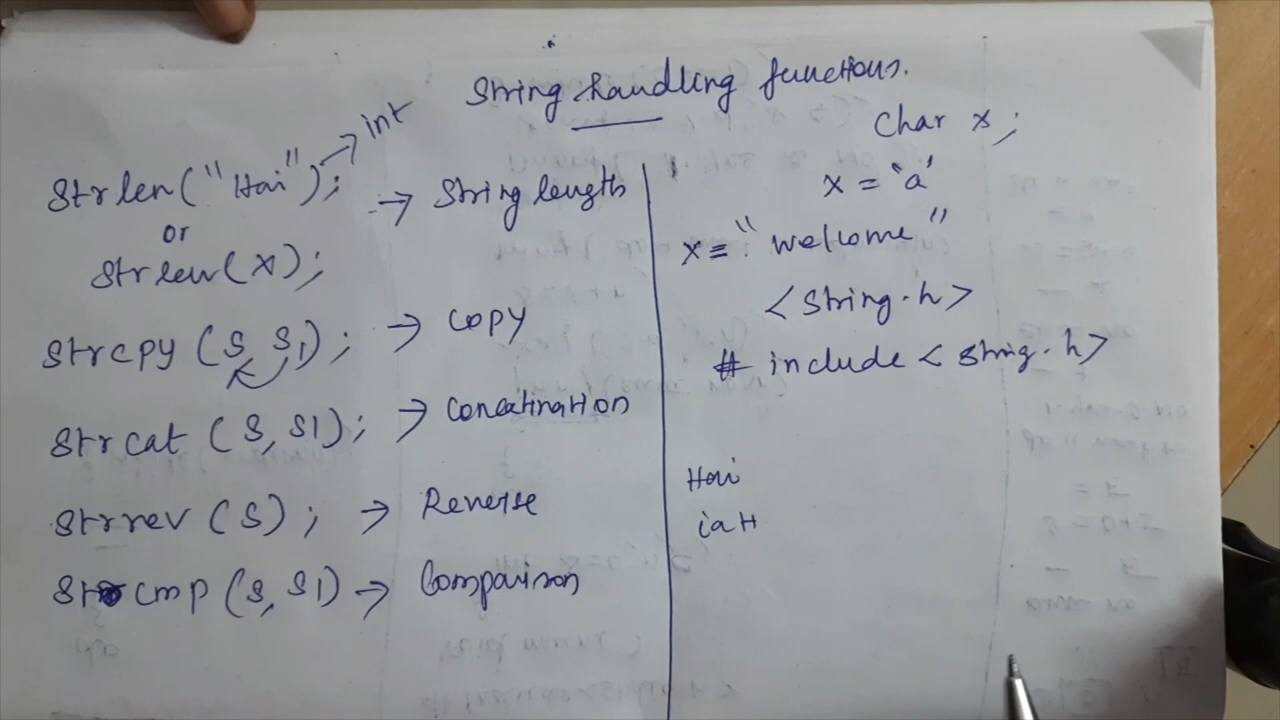 String handling functions.
Strlen("Hai"); → int → String length
or
Strlen(x);
Strcpy (S, S1); → copy
Strcat (S, S1); → Concatination
Strrev (S); → Reverse
Strcmp (S, S1) → Comparison
Char x;
x = 'a'
x = "welcome"
<String.h>
# include < string.h>
Hai
iaH